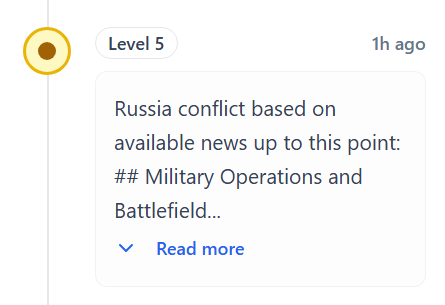 Level 5
1h ago
Russia conflict based on
available news up to this point:
## Military Operations and
Battlefield...
Read more